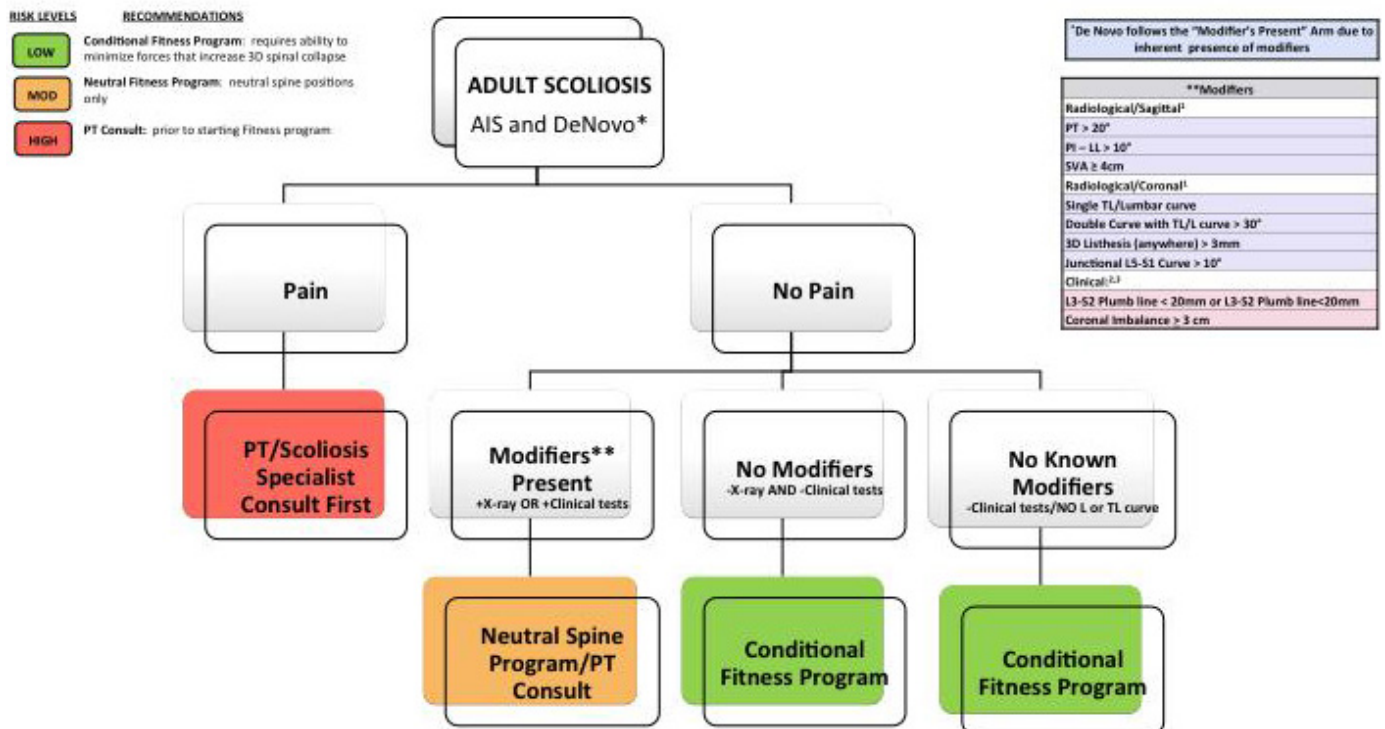 RISK LEVELS RECOMMENDATIONS
LOW
Conditional Fitness Program: requires ability to
minimize forces that increase 3D spinal collapse
MOD
Neutral Fitness Program: neutral spine positions
only
HIGH
PT Consult: prior to starting Fitness program
ADULT SCOLIOSIS
AIS and DeNovo*
*De Novo follows the "Modifier's Present" Arm due to
inherent presence of modifiers
**Modifiers
Radiological/Sagittal¹
PT > 20°
PI – LL > 10°
SVA ≥ 4cm
Radiological/Coronal¹
Single TL/Lumbar curve
Double Curve with TL/L curve > 30°
3D Listhesis (anywhere) > 3mm
Junctional L5-S1 Curve > 10°
Clinical:²,³
L3-S2 Plumb line < 20mm or L3-S2 Plumb line<20mm
Coronal Imbalance ≥ 3 cm
Pain
No Pain
PT/Scoliosis
Specialist
Consult First
Modifiers**
Present
+X-ray OR +Clinical tests
No Modifiers
-X-ray AND -Clinical tests
No Known
Modifiers
-Clinical tests/NO L or TL curve
Neutral Spine
Program/PT
Consult
Conditional
Fitness Program
Conditional
Fitness Program